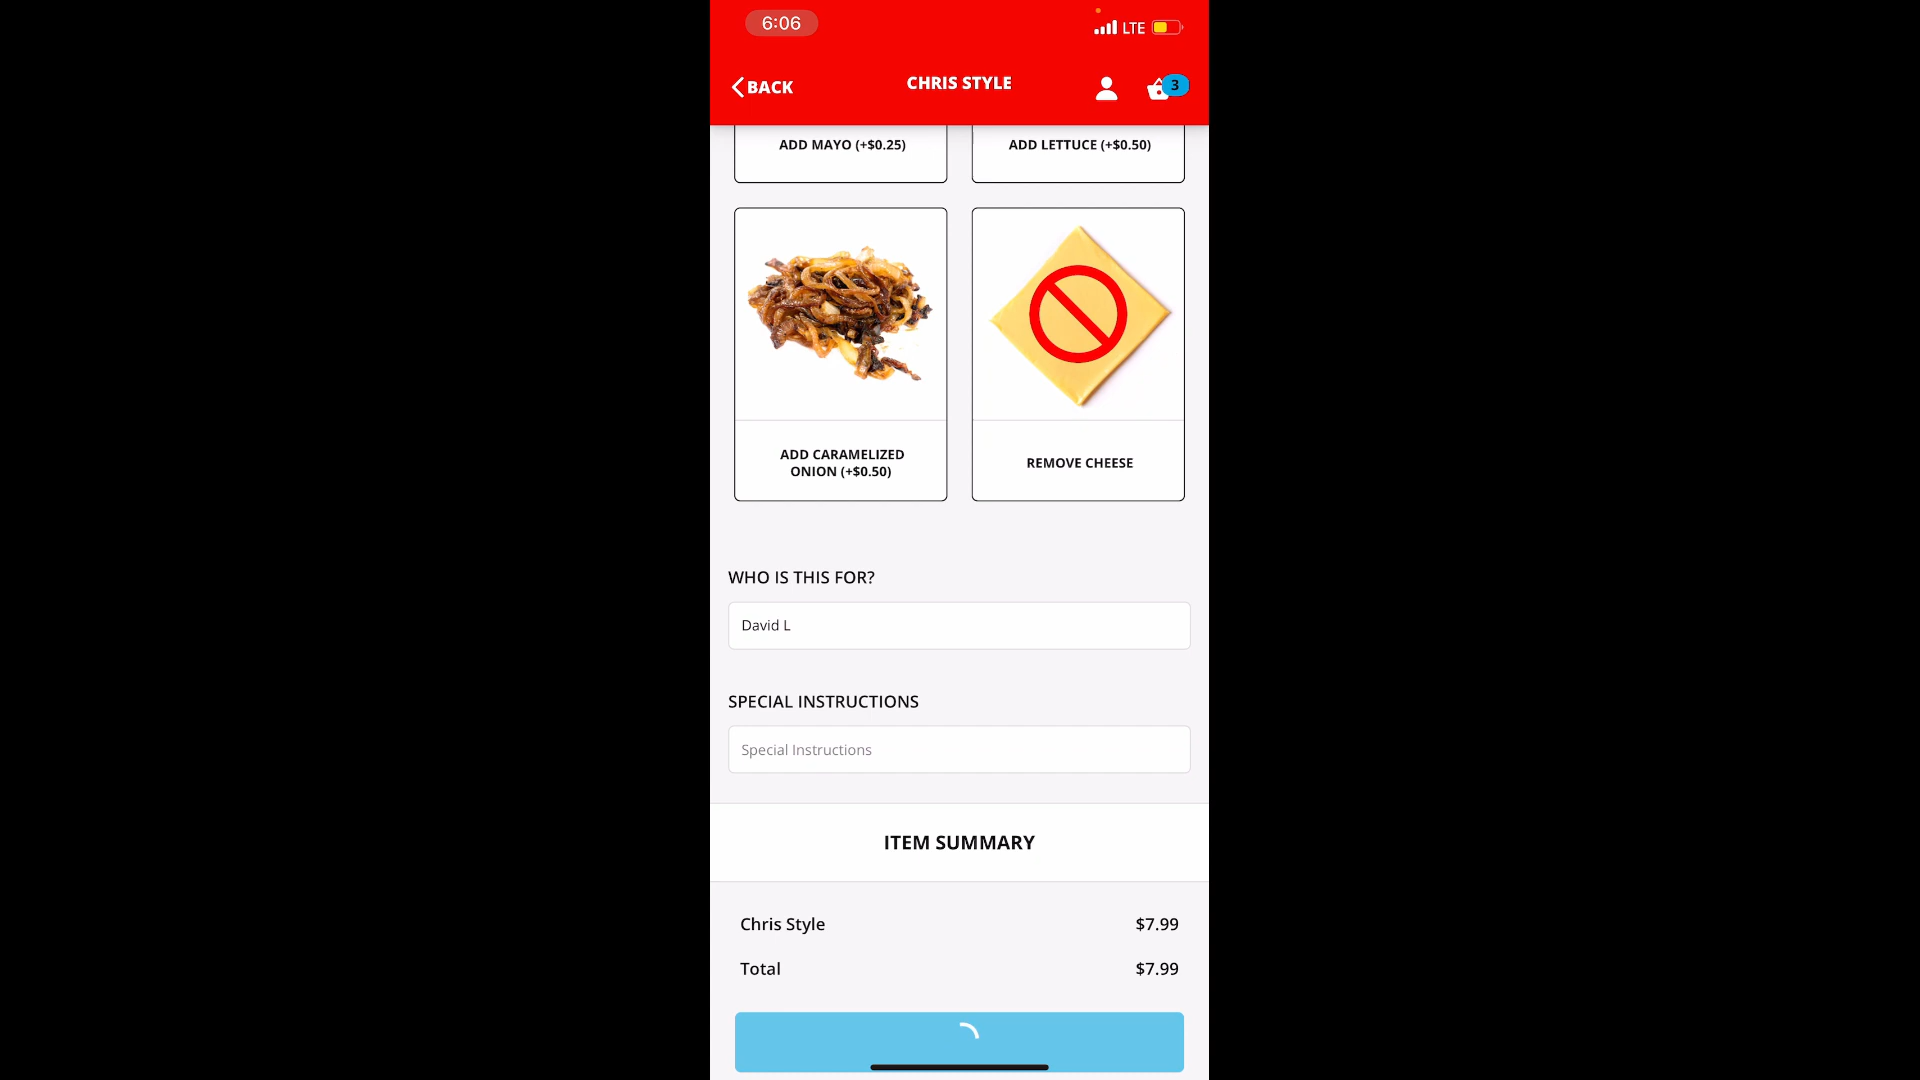 6:06
LTE
BACK
CHRIS STYLE
3
ADD MAYO (+$0.25)
ADD LETTUCE (+$0.50)
ADD CARAMELIZED
ONION (+$0.50)
REMOVE CHEESE
WHO IS THIS FOR?
David L
SPECIAL INSTRUCTIONS
Special Instructions
ITEM SUMMARY
Chris Style $7.99
Total $7.99